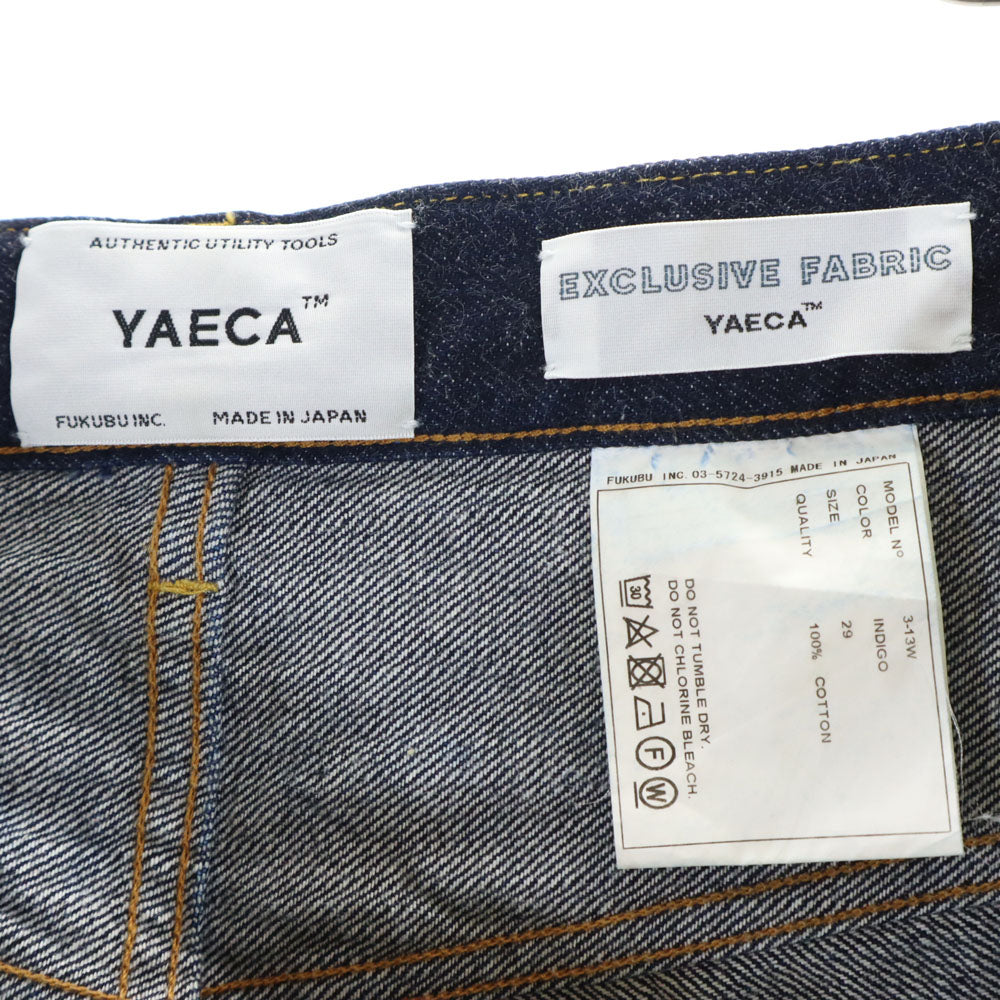 AUTHENTIC UTILITY TOOLS
YAECA™
FUKUBU INC. MADE IN JAPAN
EXCLUSIVE FABRIC
YAECA™
FUKUBU INC. 03-5724-3915 MADE IN JAPAN
MODEL Nº 3-13W
COLOR INDIGO
SIZE 29
QUALITY 100% COTTON
DO NOT TUMBLE DRY.
DO NOT CHLORINE BLEACH.
30
F
W